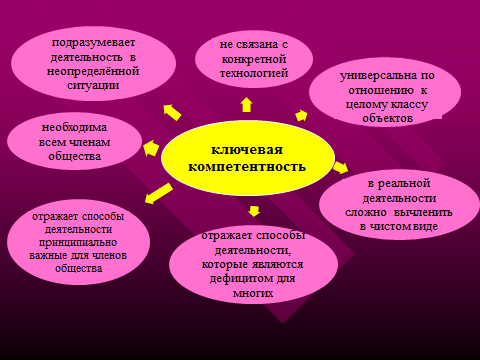 подразумевает
деятельность в
неопределённой
ситуации
не связана с
конкретной
технологией
универсальна по
отношению к
целому классу
объектов
необходима
всем членам
общества
ключевая
компетентность
в реальной
деятельности
сложно вычленить
в чистом виде
отражает способы
деятельности
принципиально
важные для членов
общества
отражает способы
деятельности,
которые являются
дефицитом для
многих